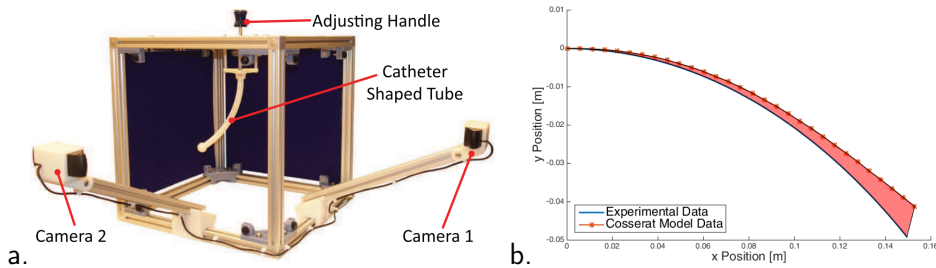 Adjusting Handle
Catheter
Shaped Tube
Camera 2
Camera 1
a.
b.
0
-0.01
-0.02
-0.03
-0.04
-0.05
y Position [m]
Experimental Data
Cosserat Model Data
0
0.02
0.04
0.06
0.08
0.1
0.12
0.14
0.16
x Position [m]